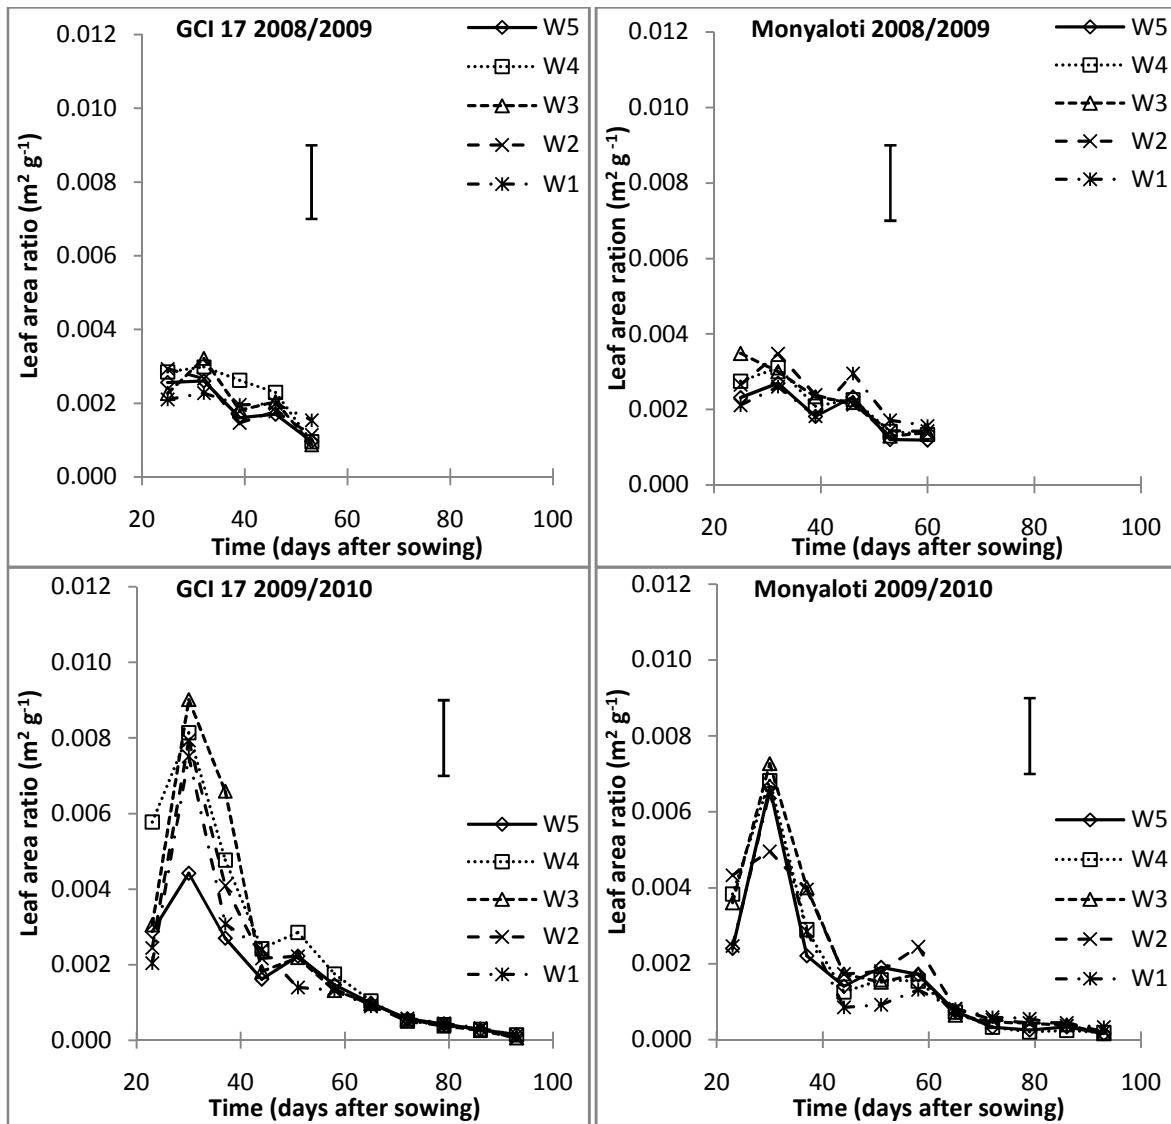 GCI 17 2008/2009
W5
W4
W3
W2
W1
0.012
0.010
0.008
0.006
0.004
0.002
0.000
Leaf area ratio (m² g⁻¹)
20 40 60 80 100
Time (days after sowing)
Monyaloti 2008/2009
W5
W4
W3
W2
W1
0.012
0.010
0.008
0.006
0.004
0.002
0.000
Leaf area ration (m² g⁻¹)
20 40 60 80 100
Time (days after sowing)
GCI 17 2009/2010
W5
W4
W3
W2
W1
0.012
0.010
0.008
0.006
0.004
0.002
0.000
Leaf area ratio (m² g⁻¹)
20 40 60 80 100
Time (days after sowing)
Monyaloti 2009/2010
W5
W4
W3
W2
W1
0.012
0.010
0.008
0.006
0.004
0.002
0.000
Leaf area ratio (m² g⁻¹)
20 40 60 80 100
Time (days after sowing)